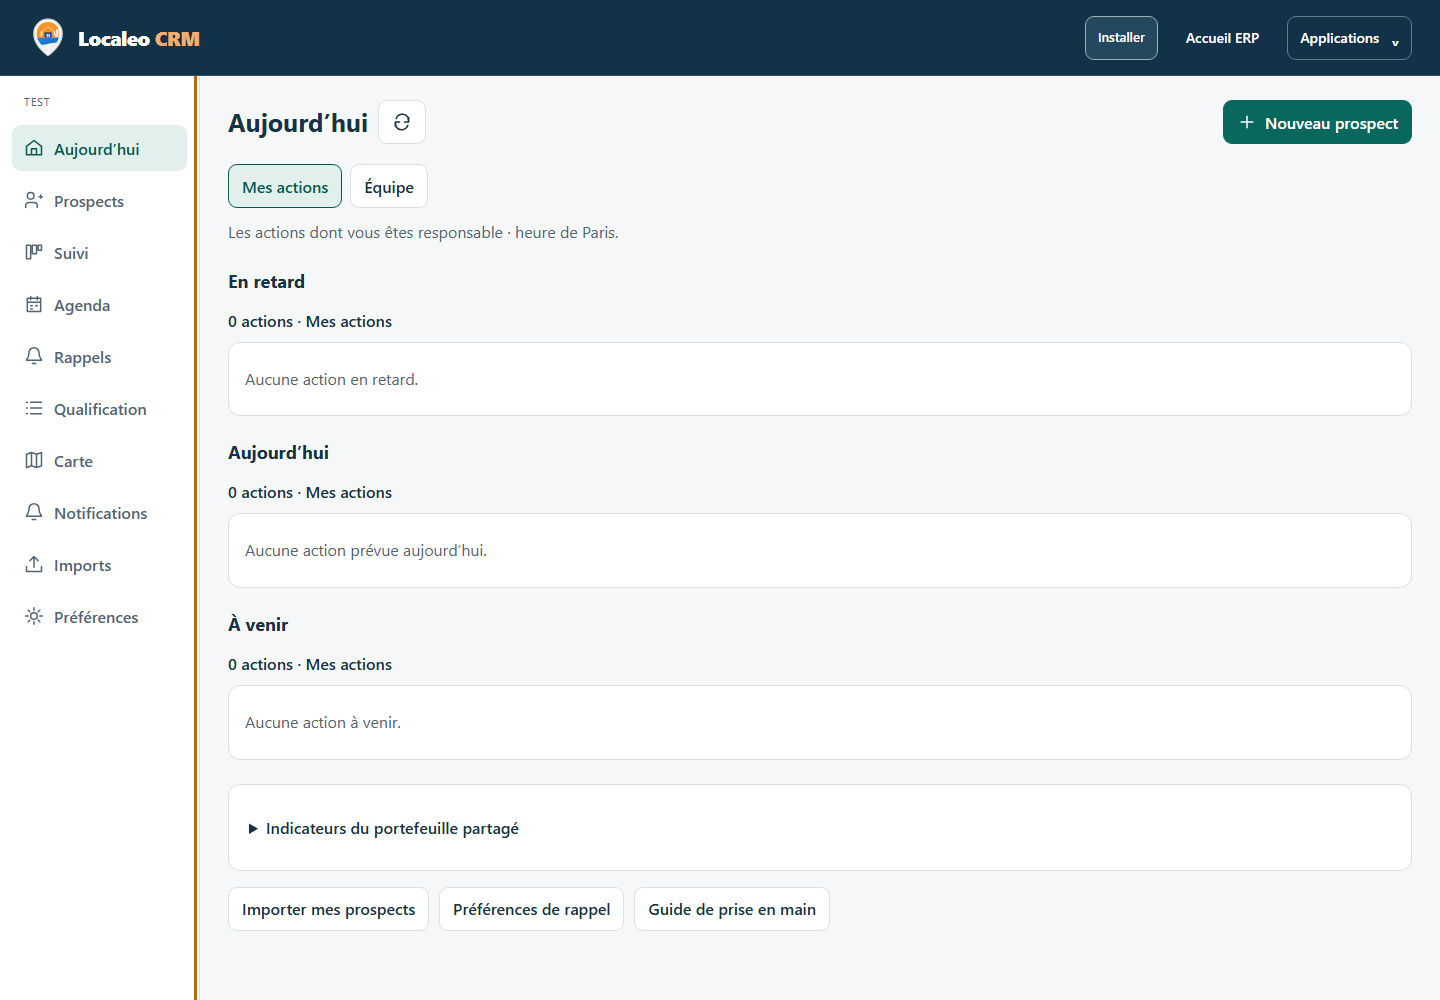 Localeo CRM
Installer
Accueil ERP
Applications
TEST
Aujourd’hui
Prospects
Suivi
Agenda
Rappels
Qualification
Carte
Notifications
Imports
Préférences
Aujourd’hui
Nouveau prospect
Mes actions
Équipe
Les actions dont vous êtes responsable · heure de Paris.
En retard
0 actions · Mes actions
Aucune action en retard.
Aujourd’hui
0 actions · Mes actions
Aucune action prévue aujourd’hui.
À venir
0 actions · Mes actions
Aucune action à venir.
Indicateurs du portefeuille partagé
Importer mes prospects
Préférences de rappel
Guide de prise en main